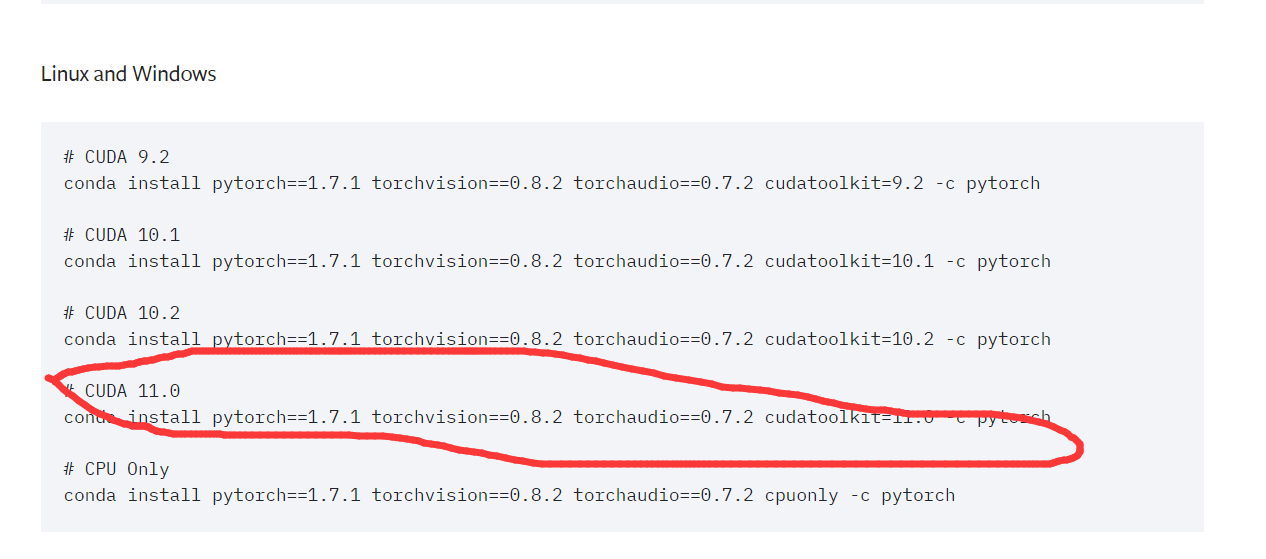 Linux and Windows
# CUDA 9.2
conda install pytorch==1.7.1 torchvision==0.8.2 torchaudio==0.7.2 cudatoolkit=9.2 -c pytorch
# CUDA 10.1
conda install pytorch==1.7.1 torchvision==0.8.2 torchaudio==0.7.2 cudatoolkit=10.1 -c pytorch
# CUDA 10.2
conda install pytorch==1.7.1 torchvision==0.8.2 torchaudio==0.7.2 cudatoolkit=10.2 -c pytorch
# CUDA 11.0
conda install pytorch==1.7.1 torchvision==0.8.2 torchaudio==0.7.2 cudatoolkit=11.0 -c pytorch
# CPU Only
conda install pytorch==1.7.1 torchvision==0.8.2 torchaudio==0.7.2 cpuonly -c pytorch